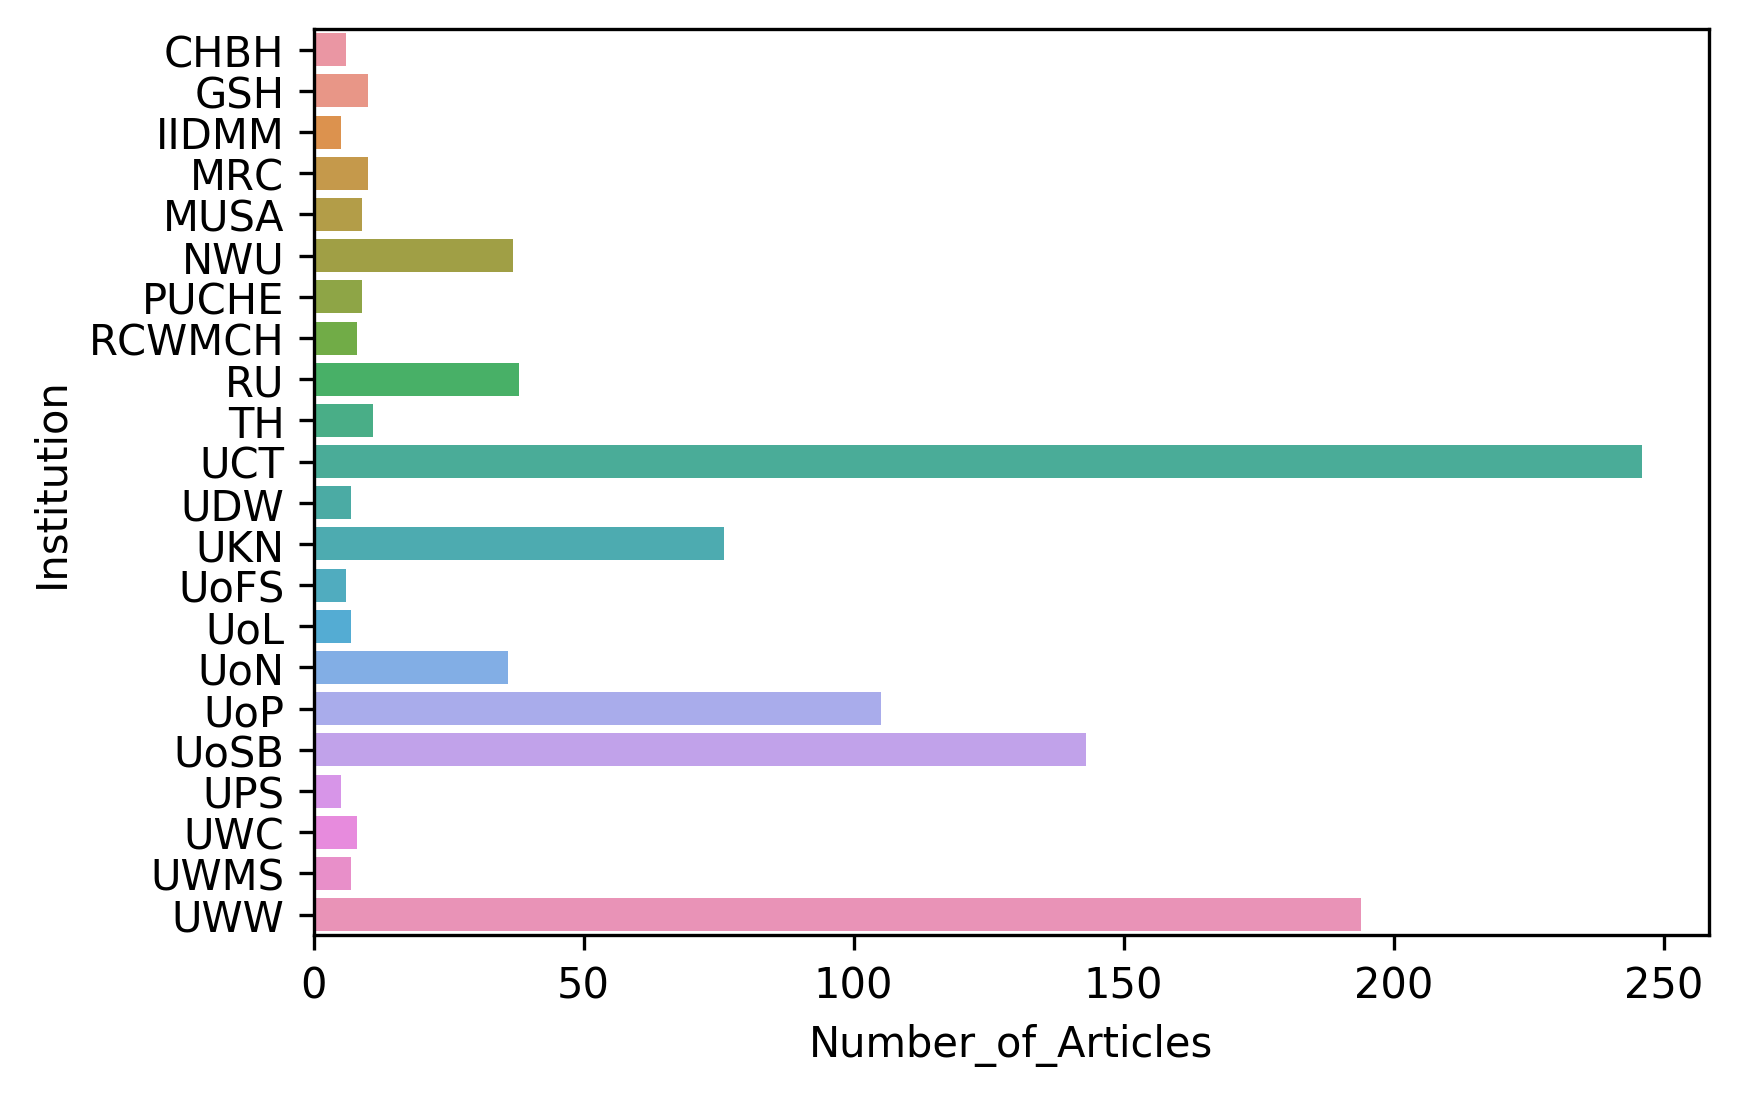 CHBH
GSH
IIDMM
MRC
MUSA
NWU
PUCHE
RCWMCH
RU
TH
UCT
UDW
UKN
UoFS
UoL
UoN
UoP
UoSB
UPS
UWC
UWMS
UWW
Institution
0 50 100 150 200 250
Number_of_Articles